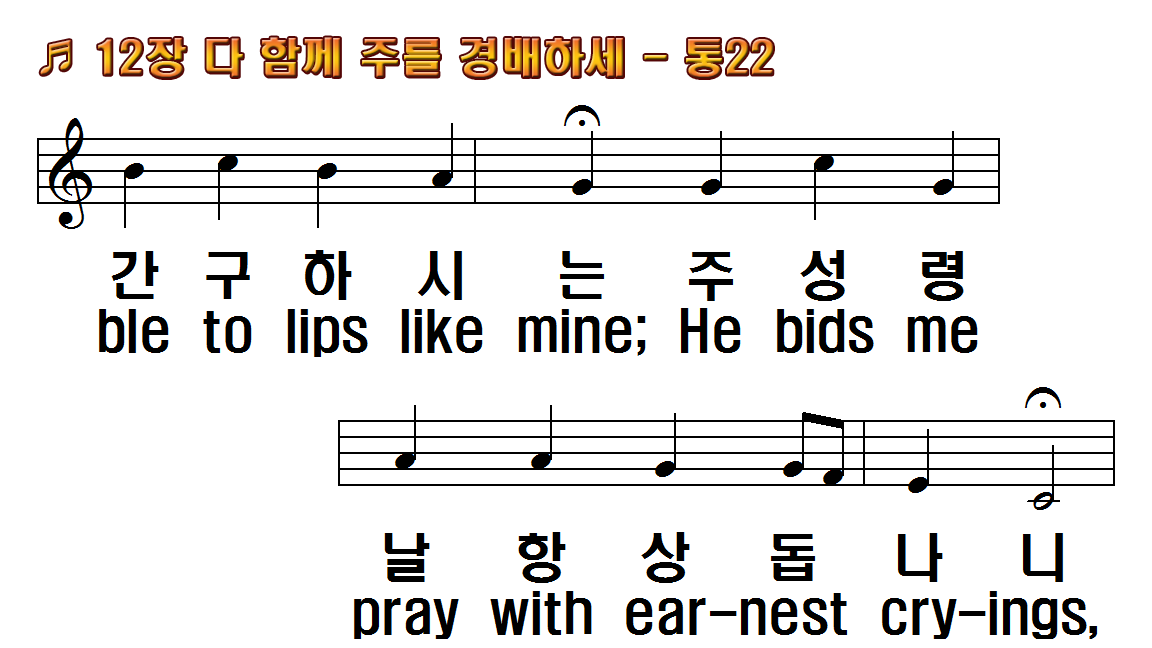 ♬ 12장 다 함께 주를 경배하세 - 통22
간 구 하 시 는 주 성 령
ble to lips like mine; He bids me
날 항 상 돕 나 니
pray with ear-nest cry-ings,